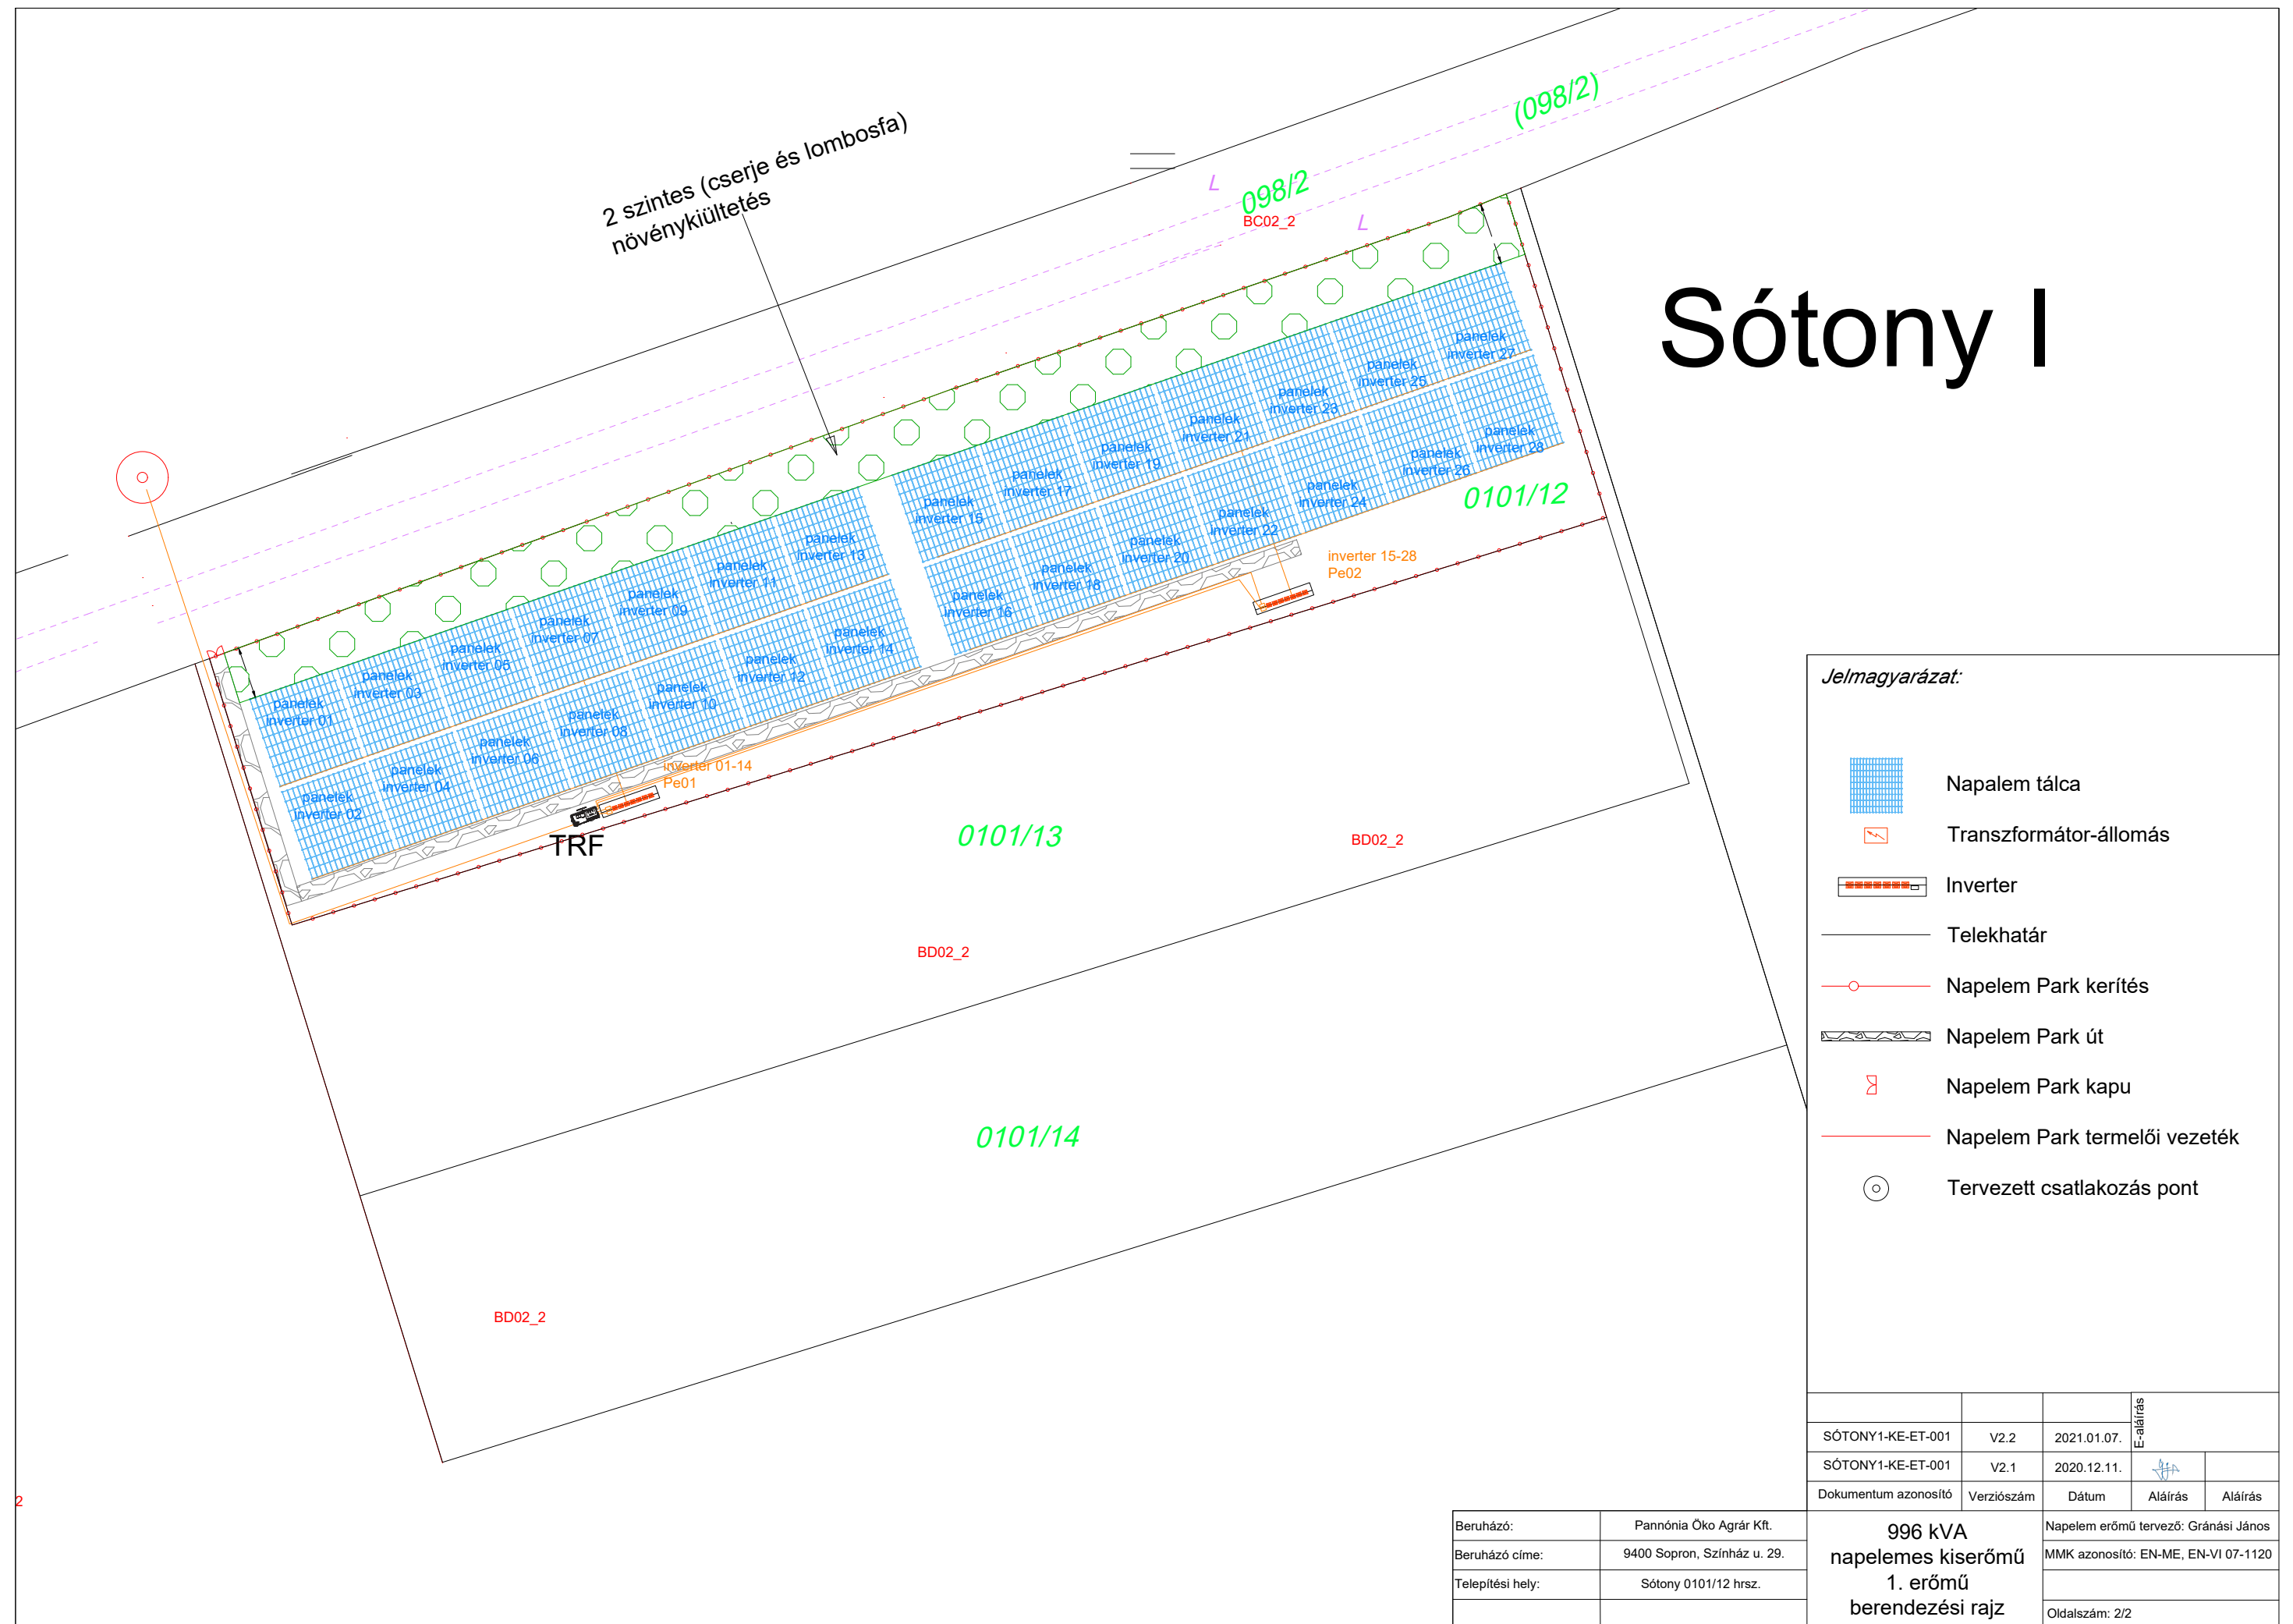 (098/2)
2 szintes (cserje és lombosfa)
növénykiültetés
L
098/2
BC02_2
L
Sótony I
panelek
inverter 27
panelek
inverter 25
panelek
inverter 23
panelek
inverter 21
panelek
inverter 19
panelek
inverter 17
panelek
inverter 15
panelek
inverter 28
panelek
inverter 26
panelek
inverter 24
panelek
inverter 22
panelek
inverter 20
panelek
inverter 18
panelek
inverter 16
0101/12
panelek
inverter 13
panelek
inverter 11
panelek
inverter 09
panelek
inverter 07
panelek
inverter 05
panelek
inverter 03
panelek
inverter 01
panelek
inverter 14
panelek
inverter 12
panelek
inverter 10
panelek
inverter 08
panelek
inverter 06
panelek
inverter 04
panelek
inverter 02
inverter 15-28
Pe02
inverter 01-14
Pe01
TRF
0101/13
BD02_2
BD02_2
0101/14
BD02_2
2
Jelmagyarázat:
Napalem tálca
Transzformátor-állomás
Inverter
Telekhatár
Napelem Park kerítés
Napelem Park út
Napelem Park kapu
Napelem Park termelői vezeték
Tervezett csatlakozás pont
E-aláírás
SÓTONY1-KE-ET-001 V2.2 2021.01.07.
SÓTONY1-KE-ET-001 V2.1 2020.12.11.
Dokumentum azonosító Verziószám Dátum Aláírás Aláírás
Beruházó: Pannónia Öko Agrár Kft.
Beruházó címe: 9400 Sopron, Színház u. 29.
Telepítési hely: Sótony 0101/12 hrsz.
996 kVA
napelemes kiserőmű
1. erőmű
berendezési rajz
Napelem erőmű tervező: Gránási János
MMK azonosító: EN-ME, EN-VI 07-1120
Oldalszám: 2/2